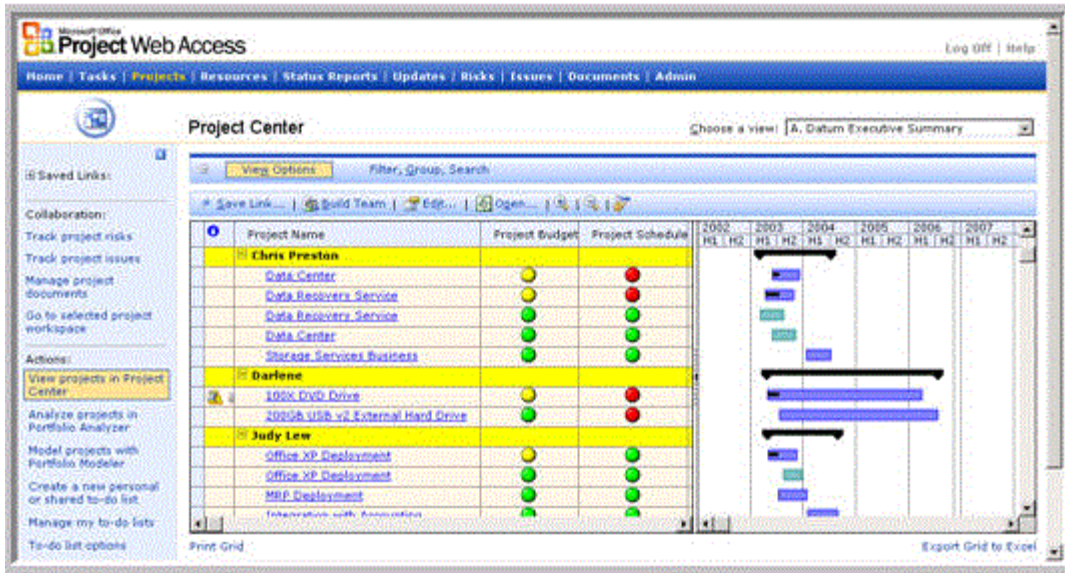 Microsoft Office
Project Web Access
Log Off | Help
Home | Tasks | Projects | Resources | Status Reports | Updates | Risks | Issues | Documents | Admin
Project Center
Choose a view: A. Datum Executive Summary
View Options Filter, Group, Search
Saved Links:
Save Link... | Build Team | Edit... | Open...
Collaboration:
Track project risks
Track project issues
Manage project
documents
Go to selected project
workspace
Actions:
View projects in Project
Center
Analyze projects in
Portfolio Analyzer
Model projects with
Portfolio Modeler
Create a new personal
or shared to-do list
Manage my to-do lists
To-do list options
Project Name Project Budget Project Schedule
2002 2003 2004 2005 2006 2007
H1 H2 H1 H2 H1 H2 H1 H2 H1 H2 H1 H2
Chris Preston
Data Center
Data Recovery Service
Data Recovery Service
Data Center
Storage Services Business
Darlene
100X DVD Drive
200GB USB v2 External Hard Drive
Judy Lew
Office XP Deployment
Office XP Deployment
MRP Deployment
Integration with Accounting
Print Grid
Export Grid to Excel